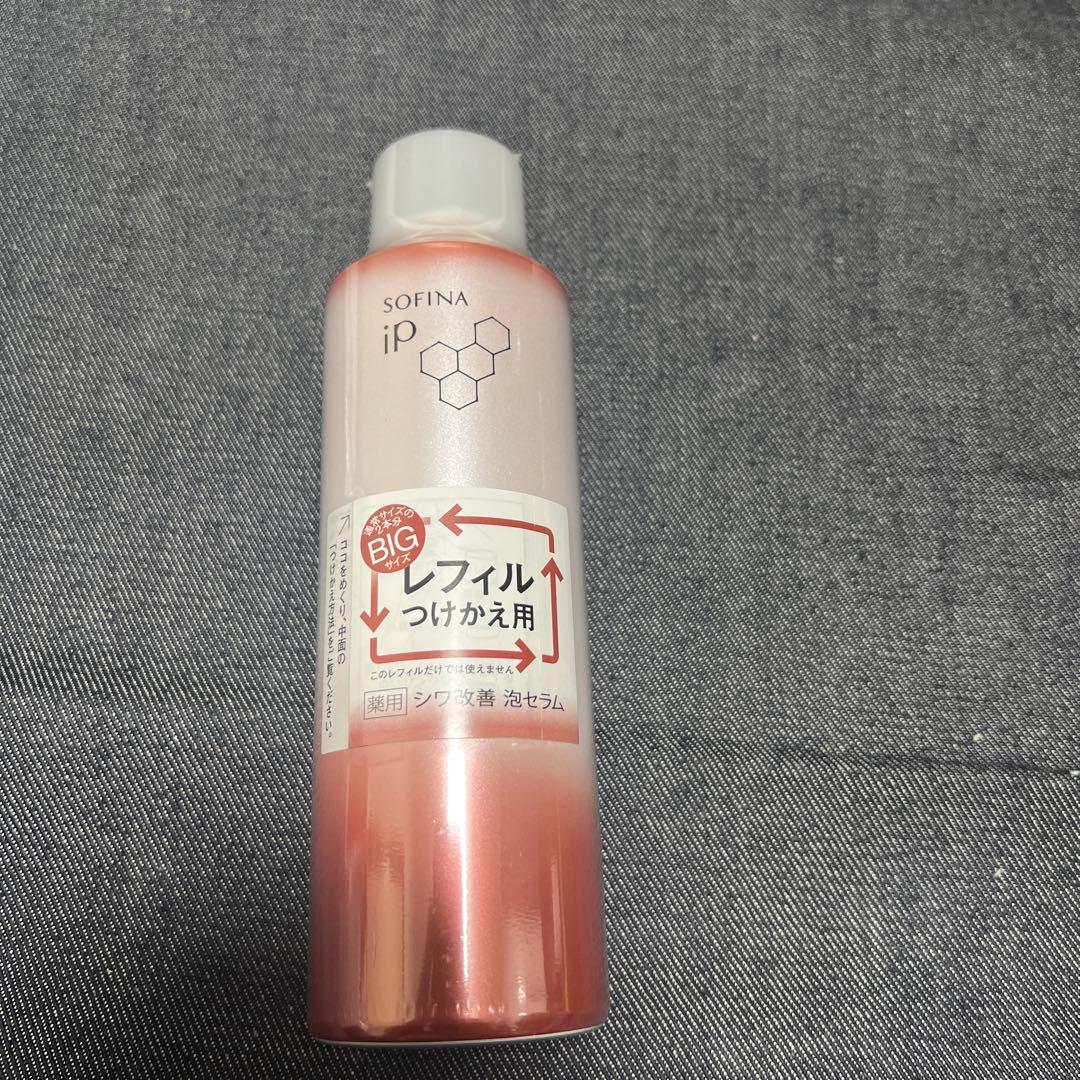 SOFINA
iP
通常サイズの
2本分
BIG
サイズ
レフィル
つけかえ用
このレフィルだけでは使えません
薬用 シワ改善 泡セラム
ココをめくり、中面の
「つけかえ方法」をご覧ください。